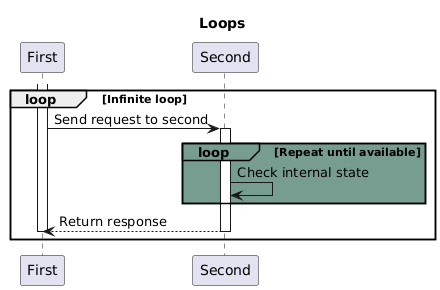 Loops
First Second
loop [Infinite loop]
Send request to second
loop [Repeat until available]
Check internal state
Return response
First Second